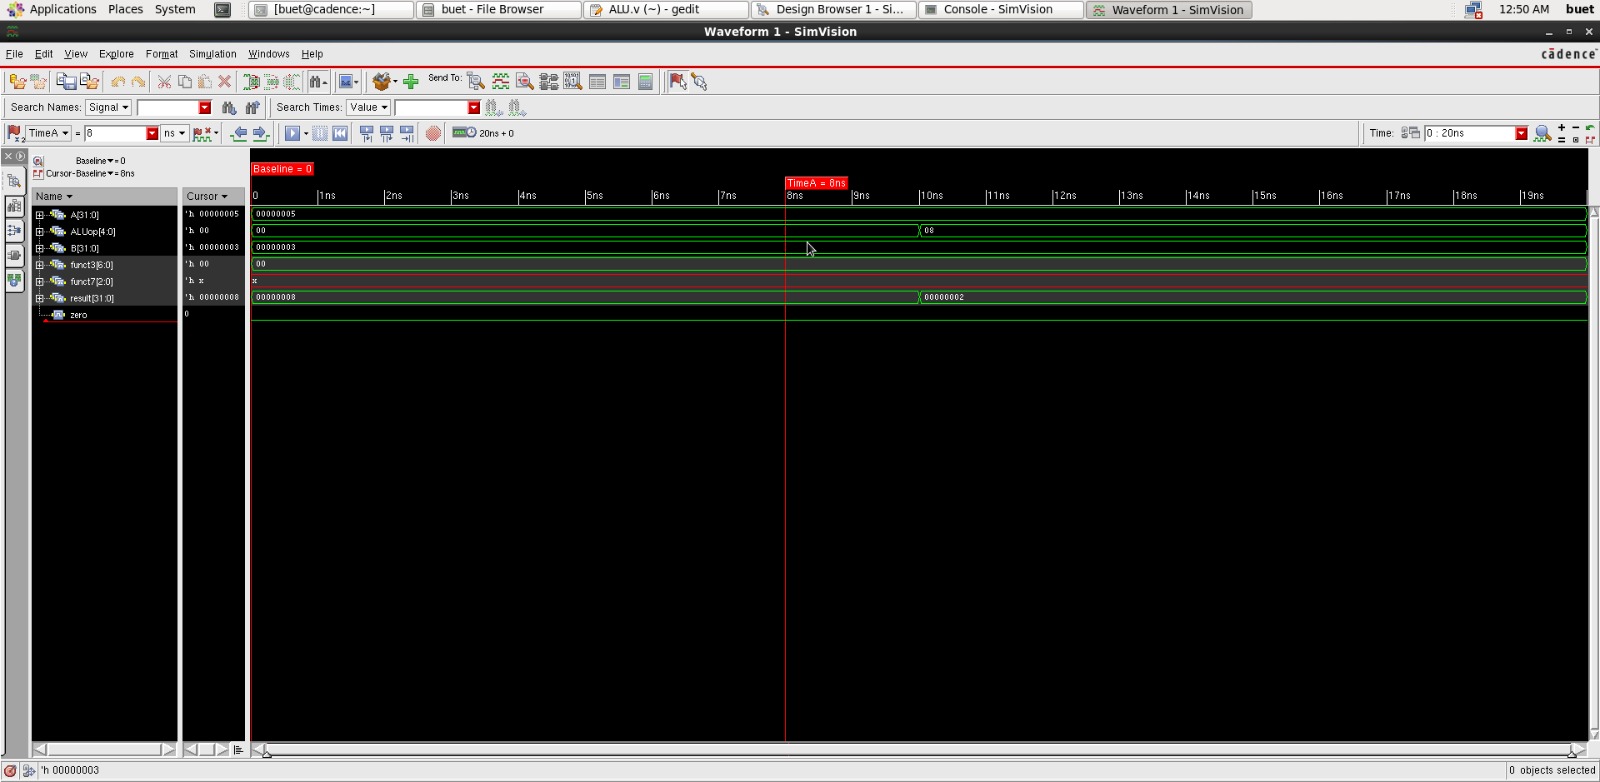 Applications Places System [buet@cadence:~] buet - File Browser ALU.v (~) - gedit Design Browser 1 - Si... Console - SimVision Waveform 1 - SimVision 12:50 AM buet
Waveform 1 - SimVision
File Edit View Explore Format Simulation Windows Help cādence
Send To:
Search Names: Signal Search Times: Value
TimeA = 8 ns 20ns + 0 Time: 0 : 20ns
Baseline = 0
Cursor-Baseline = 8ns
Baseline = 0
TimeA = 8ns
Name Cursor 0 1ns 2ns 3ns 4ns 5ns 6ns 7ns 8ns 9ns 10ns 11ns 12ns 13ns 14ns 15ns 16ns 17ns 18ns 19ns
A[31:0] 'h 00000005 00000005
ALUop[4:0] 'h 00 00 08
B[31:0] 'h 00000003 00000003
funct3[6:0] 'h 00 00
funct7[2:0] 'h x x
result[31:0] 'h 00000008 00000008 00000002
zero 0
'h 00000003 0 objects selected